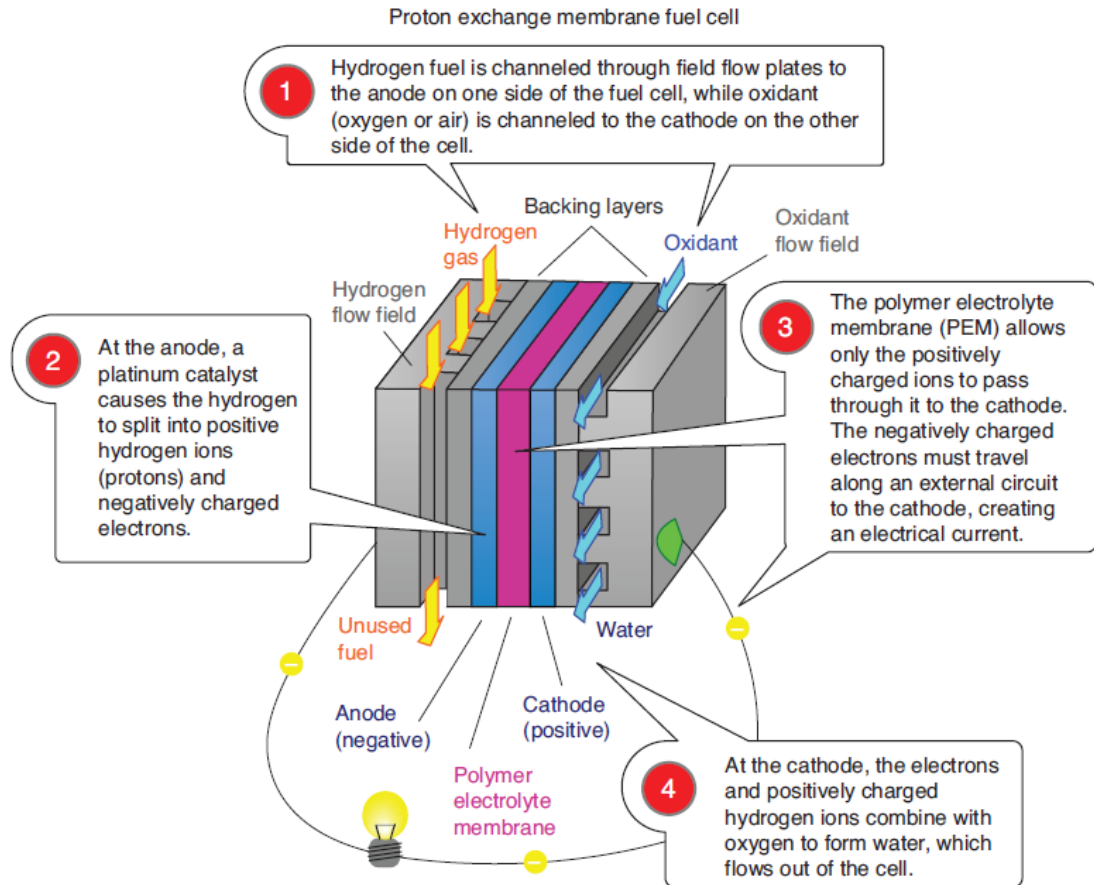 Proton exchange membrane fuel cell
1
Hydrogen fuel is channeled through field flow plates to
the anode on one side of the fuel cell, while oxidant
(oxygen or air) is channeled to the cathode on the other
side of the cell.
Backing layers
Hydrogen
gas
Oxidant
Oxidant
flow field
Hydrogen
flow field
2
At the anode, a
platinum catalyst
causes the hydrogen
to split into positive
hydrogen ions
(protons) and
negatively charged
electrons.
3
The polymer electrolyte
membrane (PEM) allows
only the positively
charged ions to pass
through it to the cathode.
The negatively charged
electrons must travel
along an external circuit
to the cathode, creating
an electrical current.
Unused
fuel
Water
−
−
Anode
(negative)
Cathode
(positive)
Polymer
electrolyte
membrane
−
4
At the cathode, the electrons
and positively charged
hydrogen ions combine with
oxygen to form water, which
flows out of the cell.